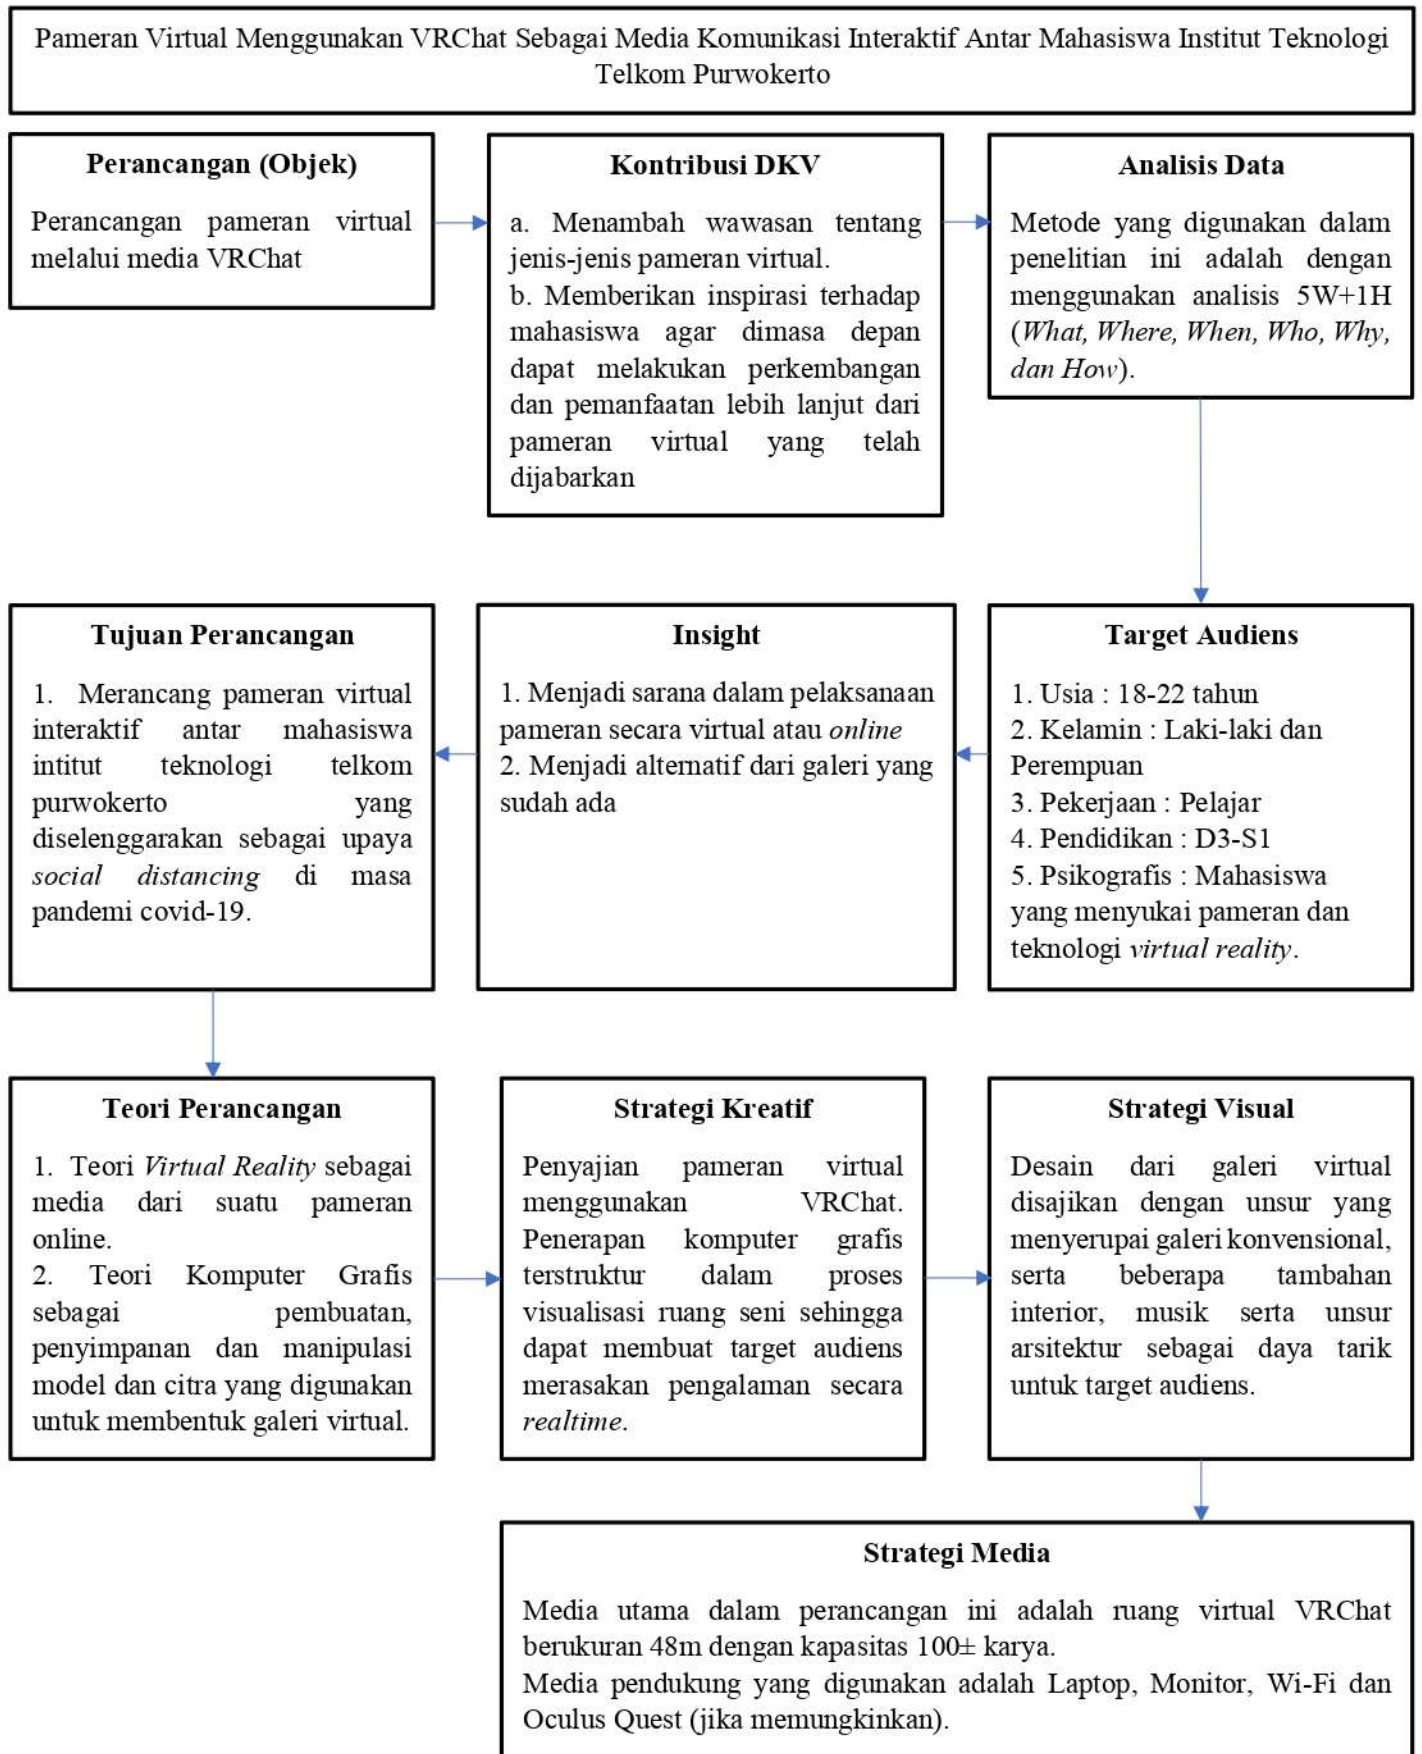 Pameran Virtual Menggunakan VRChat Sebagai Media Komunikasi Interaktif Antar Mahasiswa Institut Teknologi
Telkom Purwokerto
Perancangan (Objek)
Perancangan pameran virtual
melalui media VRChat
Kontribusi DKV
a. Menambah wawasan tentang
jenis-jenis pameran virtual.
b. Memberikan inspirasi terhadap
mahasiswa agar dimasa depan
dapat melakukan perkembangan
dan pemanfaatan lebih lanjut dari
pameran virtual yang telah
dijabarkan
Analisis Data
Metode yang digunakan dalam
penelitian ini adalah dengan
menggunakan analisis 5W+1H
(What, Where, When, Who, Why,
dan How).
Target Audiens
1. Usia : 18-22 tahun
2. Kelamin : Laki-laki dan
Perempuan
3. Pekerjaan : Pelajar
4. Pendidikan : D3-S1
5. Psikografis : Mahasiswa
yang menyukai pameran dan
teknologi virtual reality.
Insight
1. Menjadi sarana dalam pelaksanaan
pameran secara virtual atau online
2. Menjadi alternatif dari galeri yang
sudah ada
Tujuan Perancangan
1. Merancang pameran virtual
interaktif antar mahasiswa
intitut teknologi telkom
purwokerto yang
diselenggarakan sebagai upaya
social distancing di masa
pandemi covid-19.
Teori Perancangan
1. Teori Virtual Reality sebagai
media dari suatu pameran
online.
2. Teori Komputer Grafis
sebagai pembuatan,
penyimpanan dan manipulasi
model dan citra yang digunakan
untuk membentuk galeri virtual.
Strategi Kreatif
Penyajian pameran virtual
menggunakan VRChat.
Penerapan komputer grafis
terstruktur dalam proses
visualisasi ruang seni sehingga
dapat membuat target audiens
merasakan pengalaman secara
realtime.
Strategi Visual
Desain dari galeri virtual
disajikan dengan unsur yang
menyerupai galeri konvensional,
serta beberapa tambahan
interior, musik serta unsur
arsitektur sebagai daya tarik
untuk target audiens.
Strategi Media
Media utama dalam perancangan ini adalah ruang virtual VRChat
berukuran 48m dengan kapasitas 100± karya.
Media pendukung yang digunakan adalah Laptop, Monitor, Wi-Fi dan
Oculus Quest (jika memungkinkan).